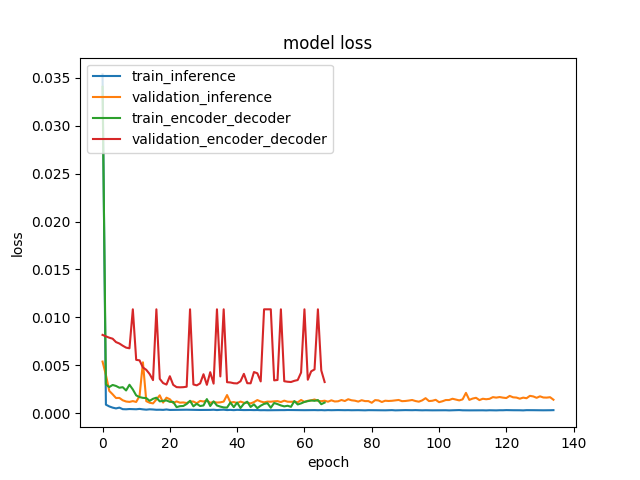 model loss
train_inference
validation_inference
train_encoder_decoder
validation_encoder_decoder
0.035
0.030
0.025
0.020
0.015
0.010
0.005
0.000
loss
0 20 40 60 80 100 120 140
epoch